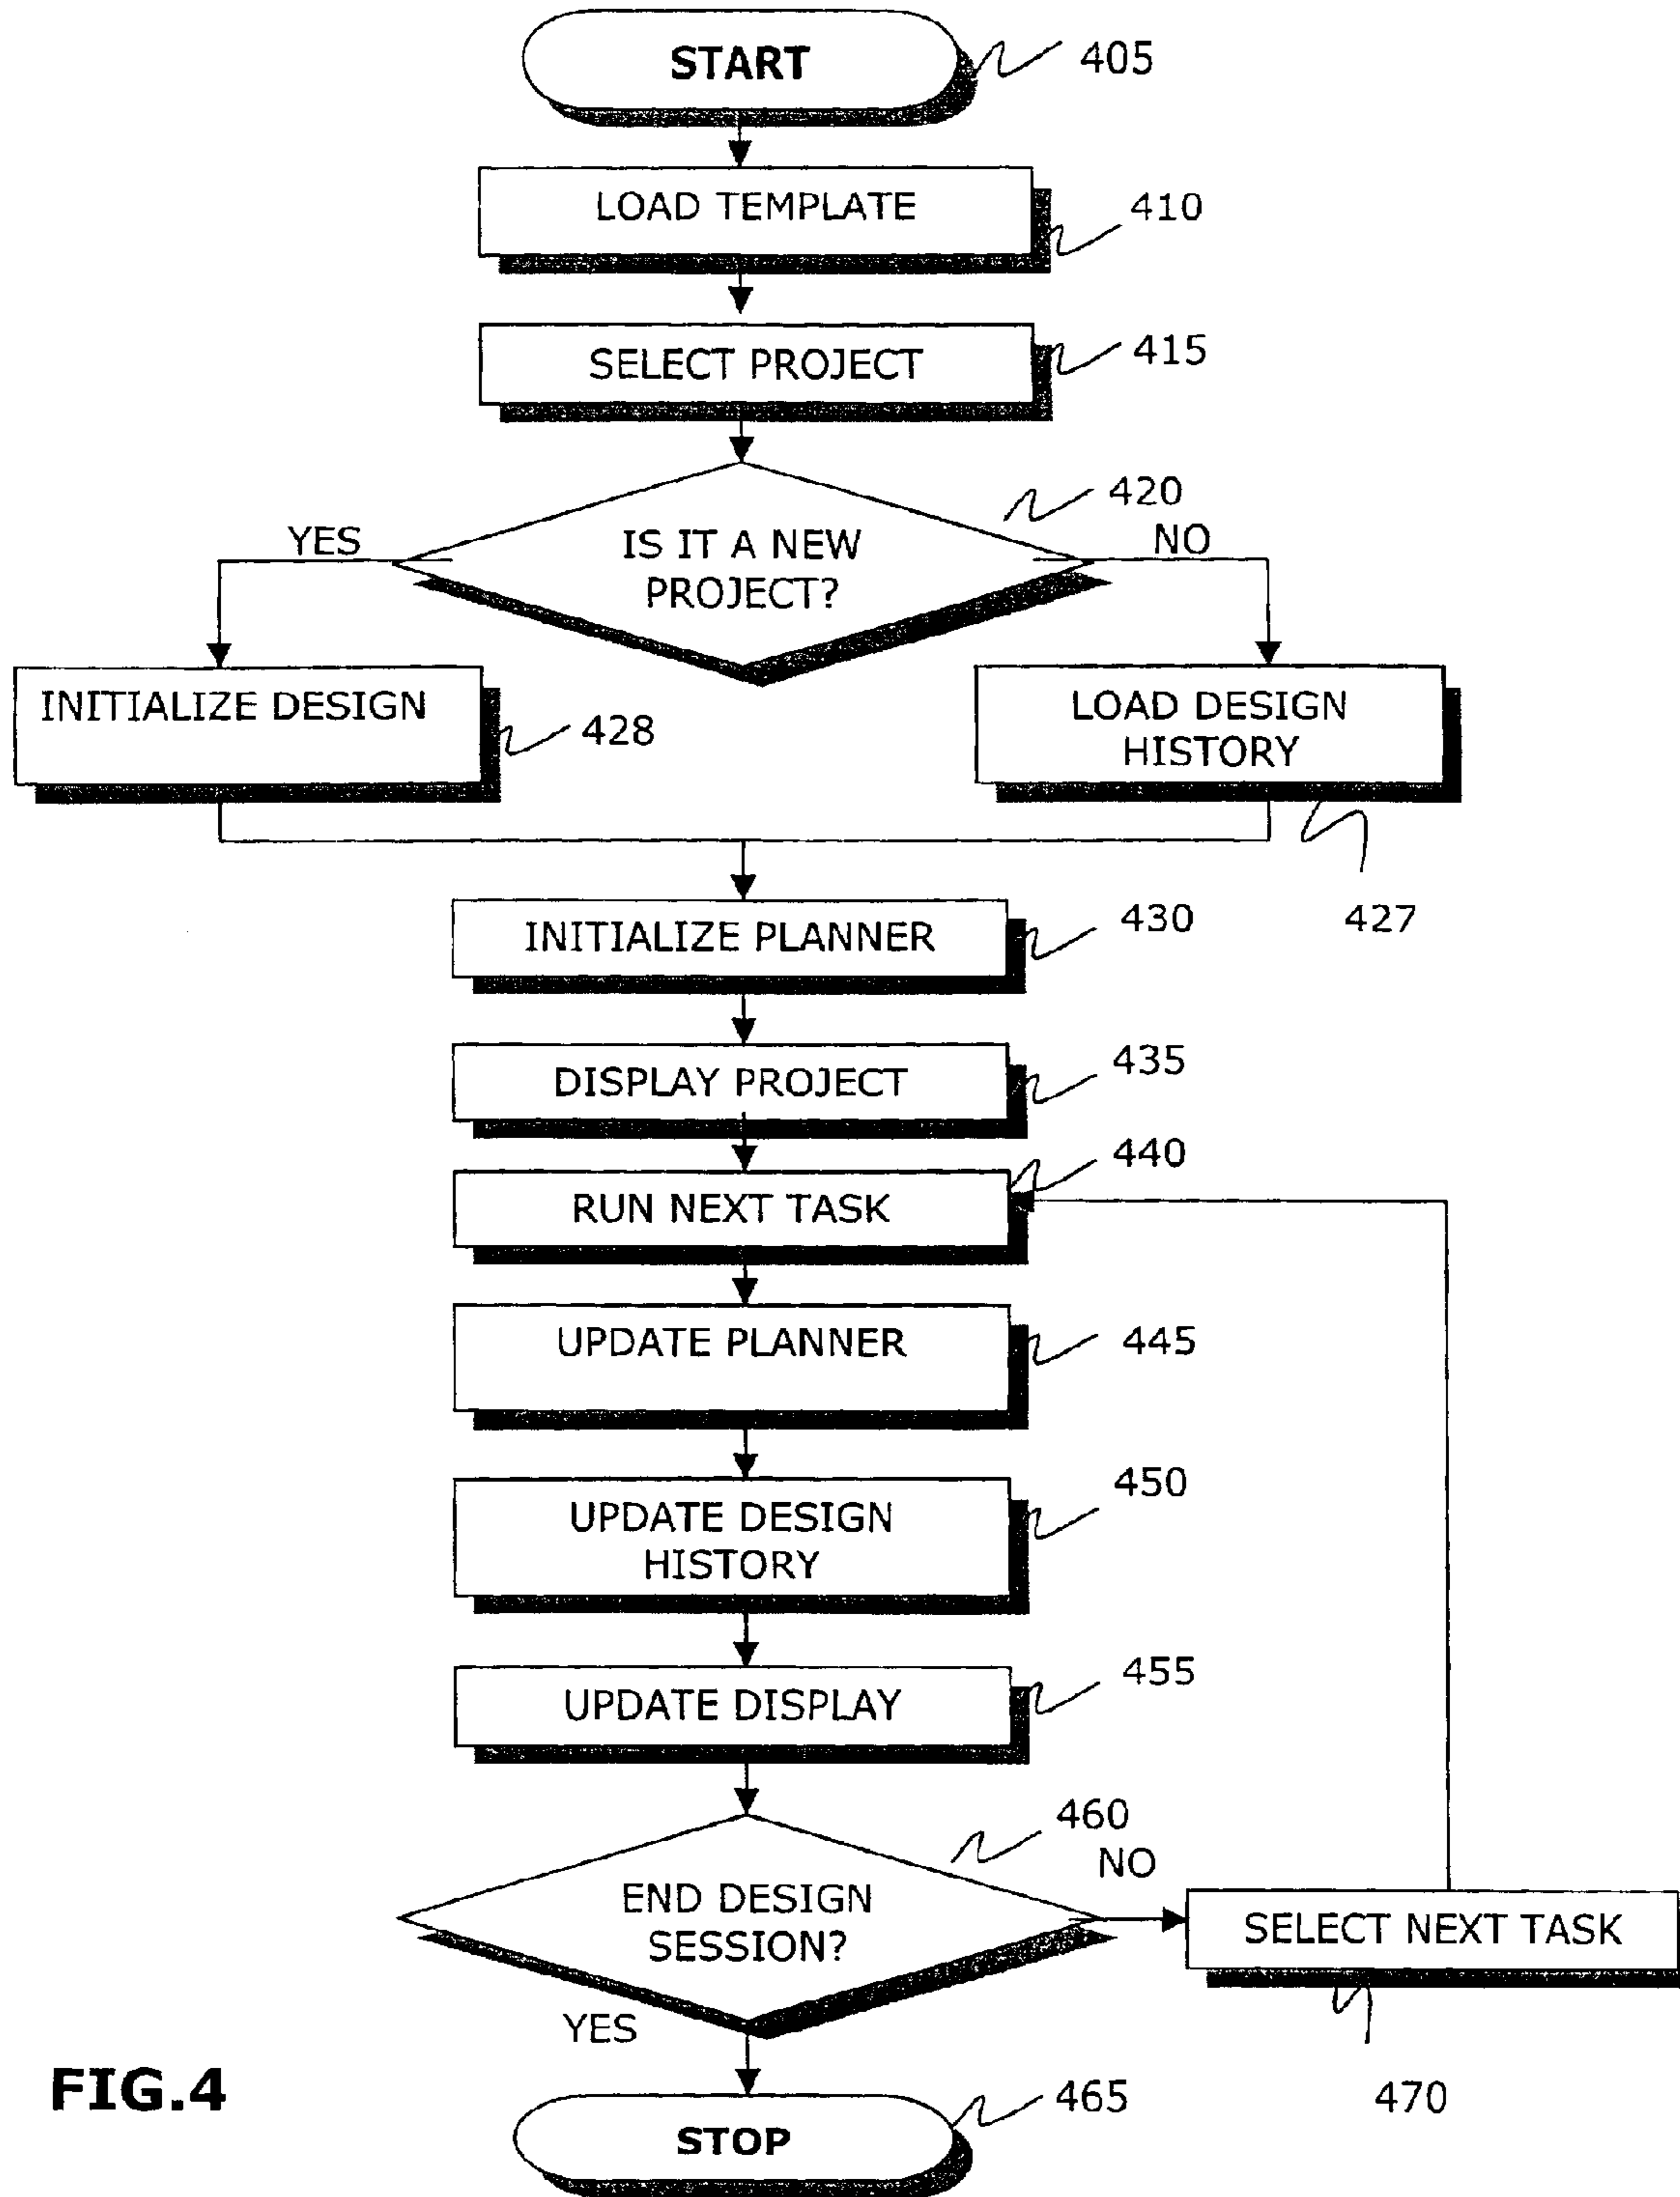 START
405
LOAD TEMPLATE
410
SELECT PROJECT
415
420
YES
IS IT A NEW
PROJECT?
NO
INITIALIZE DESIGN
428
LOAD DESIGN
HISTORY
427
INITIALIZE PLANNER
430
DISPLAY PROJECT
435
440
RUN NEXT TASK
UPDATE PLANNER
445
450
UPDATE DESIGN
HISTORY
455
UPDATE DISPLAY
460
NO
END DESIGN
SESSION?
SELECT NEXT TASK
YES
470
FIG.4
465
STOP